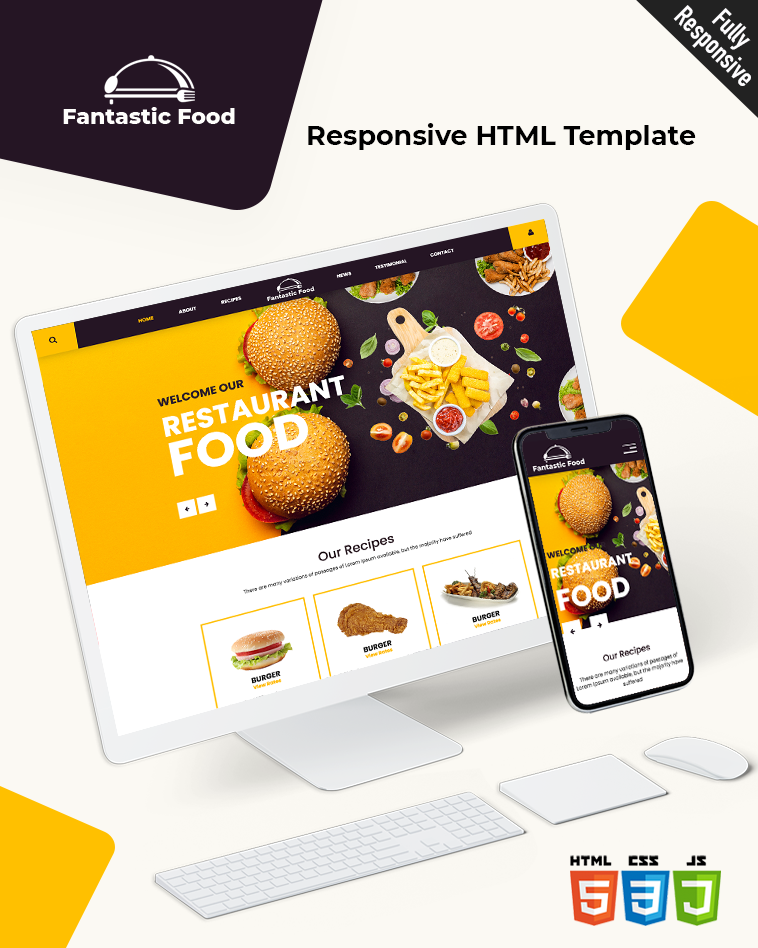 Fully
Responsive
Fantastic Food
Responsive HTML Template
HOME
ABOUT
RECIPES
Fantastic Food
NEWS
TESTIMONIAL
CONTACT
WELCOME OUR
RESTAURANT
FOOD
Our Recipes
There are many variations of passages of Lorem Ipsum available, but the majority have suffered
BURGER
View More
BURGER
View More
BURGER
View More
Fantastic Food
WELCOME OUR
RESTAURANT
FOOD
Our Recipes
There are many variations of passages of
Lorem Ipsum available, but the majority have
suffered
HTML
CSS
JS
5
3